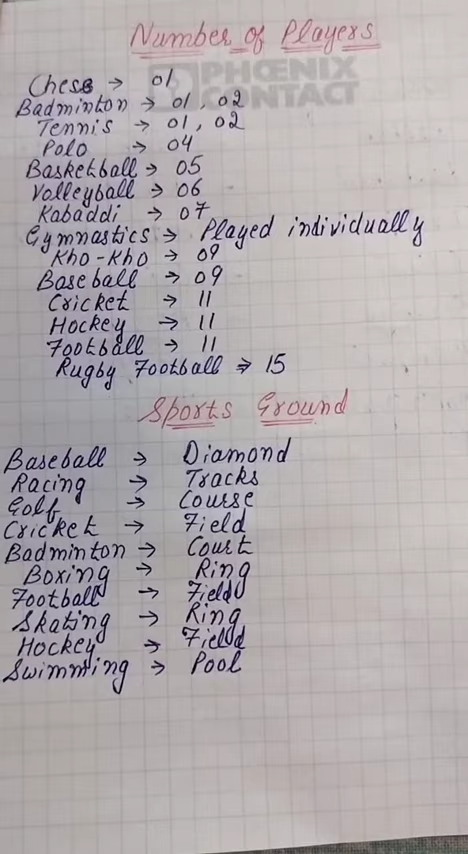 Number of Players
PHOENIX
CONTACT
Chess → 01
Badminton → 01, 02
Tennis → 01, 02
Polo → 04
Basketball → 05
Volleyball → 06
Kabaddi → 07
Gymnastics → Played individually
Kho-Kho → 09
Baseball → 09
Cricket → 11
Hockey → 11
Football → 11
Rugby Football → 15
Sports Ground
Baseball → Diamond
Racing → Tracks
Golf → Course
Cricket → Field
Badminton → Court
Boxing → Ring
Football → Field
Skating → Ring
Hockey → Field
Swimming → Pool